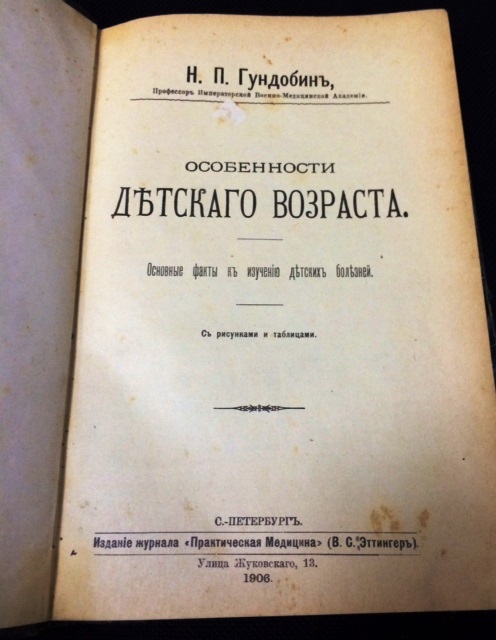 Н. П. Гундобинъ,
Профессоръ Императорской Военно-Медицинской Академіи.
ОСОБЕННОСТИ
ДѢТСКАГО ВОЗРАСТА.
Основные факты къ изученію дѣтскихъ болѣзней.
Съ рисунками и таблицами.
С.-ПЕТЕРБУРГЪ.
Изданіе журнала «Практическая Медицина» (В. С. Эттингеръ).
Улица Жуковскаго, 13.
1906.